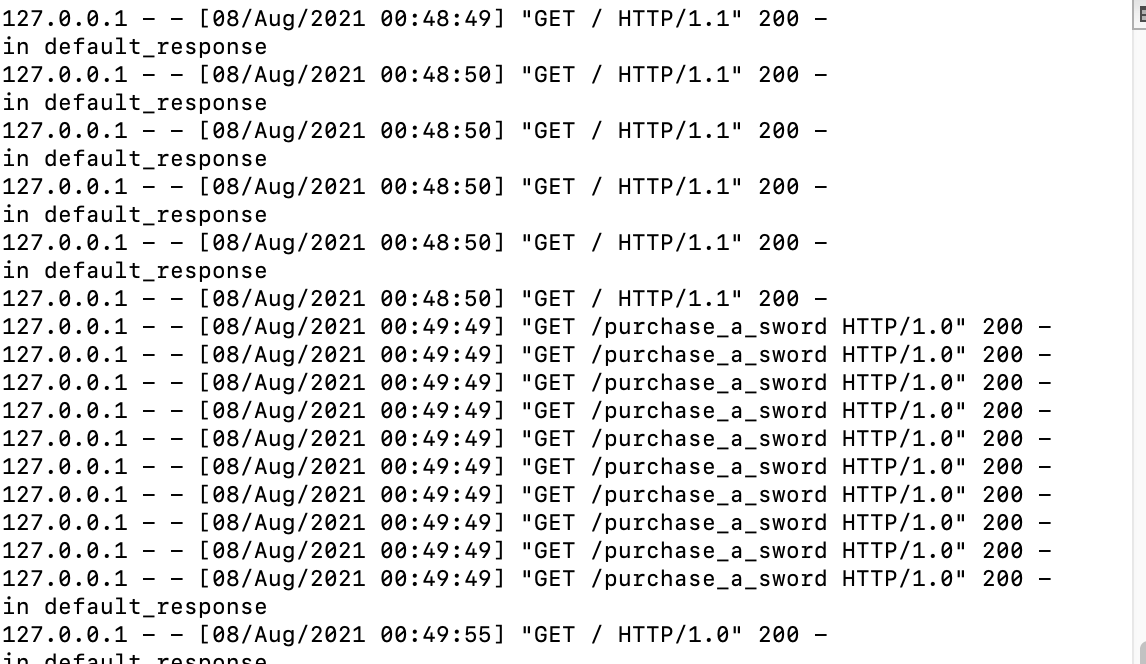 127.0.0.1 - - [08/Aug/2021 00:48:49] "GET / HTTP/1.1" 200 -
in default_response
127.0.0.1 - - [08/Aug/2021 00:48:50] "GET / HTTP/1.1" 200 -
in default_response
127.0.0.1 - - [08/Aug/2021 00:48:50] "GET / HTTP/1.1" 200 -
in default_response
127.0.0.1 - - [08/Aug/2021 00:48:50] "GET / HTTP/1.1" 200 -
in default_response
127.0.0.1 - - [08/Aug/2021 00:48:50] "GET / HTTP/1.1" 200 -
in default_response
127.0.0.1 - - [08/Aug/2021 00:48:50] "GET / HTTP/1.1" 200 -
127.0.0.1 - - [08/Aug/2021 00:49:49] "GET /purchase_a_sword HTTP/1.0" 200 -
127.0.0.1 - - [08/Aug/2021 00:49:49] "GET /purchase_a_sword HTTP/1.0" 200 -
127.0.0.1 - - [08/Aug/2021 00:49:49] "GET /purchase_a_sword HTTP/1.0" 200 -
127.0.0.1 - - [08/Aug/2021 00:49:49] "GET /purchase_a_sword HTTP/1.0" 200 -
127.0.0.1 - - [08/Aug/2021 00:49:49] "GET /purchase_a_sword HTTP/1.0" 200 -
127.0.0.1 - - [08/Aug/2021 00:49:49] "GET /purchase_a_sword HTTP/1.0" 200 -
127.0.0.1 - - [08/Aug/2021 00:49:49] "GET /purchase_a_sword HTTP/1.0" 200 -
127.0.0.1 - - [08/Aug/2021 00:49:49] "GET /purchase_a_sword HTTP/1.0" 200 -
127.0.0.1 - - [08/Aug/2021 00:49:49] "GET /purchase_a_sword HTTP/1.0" 200 -
127.0.0.1 - - [08/Aug/2021 00:49:49] "GET /purchase_a_sword HTTP/1.0" 200 -
in default_response
127.0.0.1 - - [08/Aug/2021 00:49:55] "GET / HTTP/1.0" 200 -
in default_response